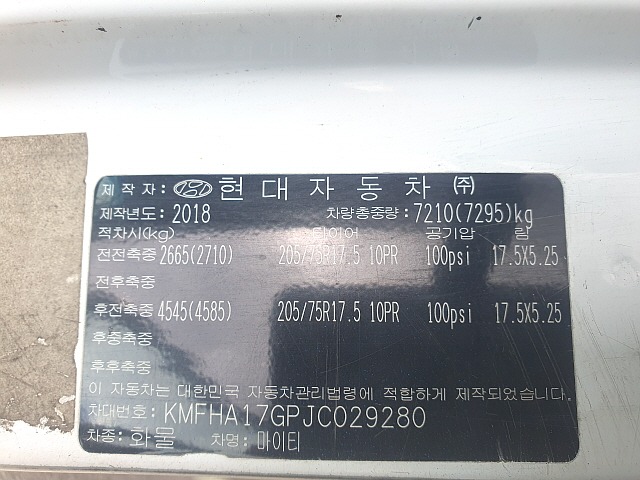 제작자: 현대자동차㈜
제작년도: 2018 차량총중량: 7210(7295)kg
적차시(kg) 타이어 공기압 림
전전축중 2665(2710) 205/75R17.5 10PR 100psi 17.5X5.25
전후축중
후전축중 4545(4585) 205/75R17.5 10PR 100psi 17.5X5.25
후중축중
후후축중
이 자동차는 대한민국 자동차관리법령에 적합하게 제작되었습니다.
차대번호: KMFHA17GPJC029280
차종: 화물 차명: 마이티